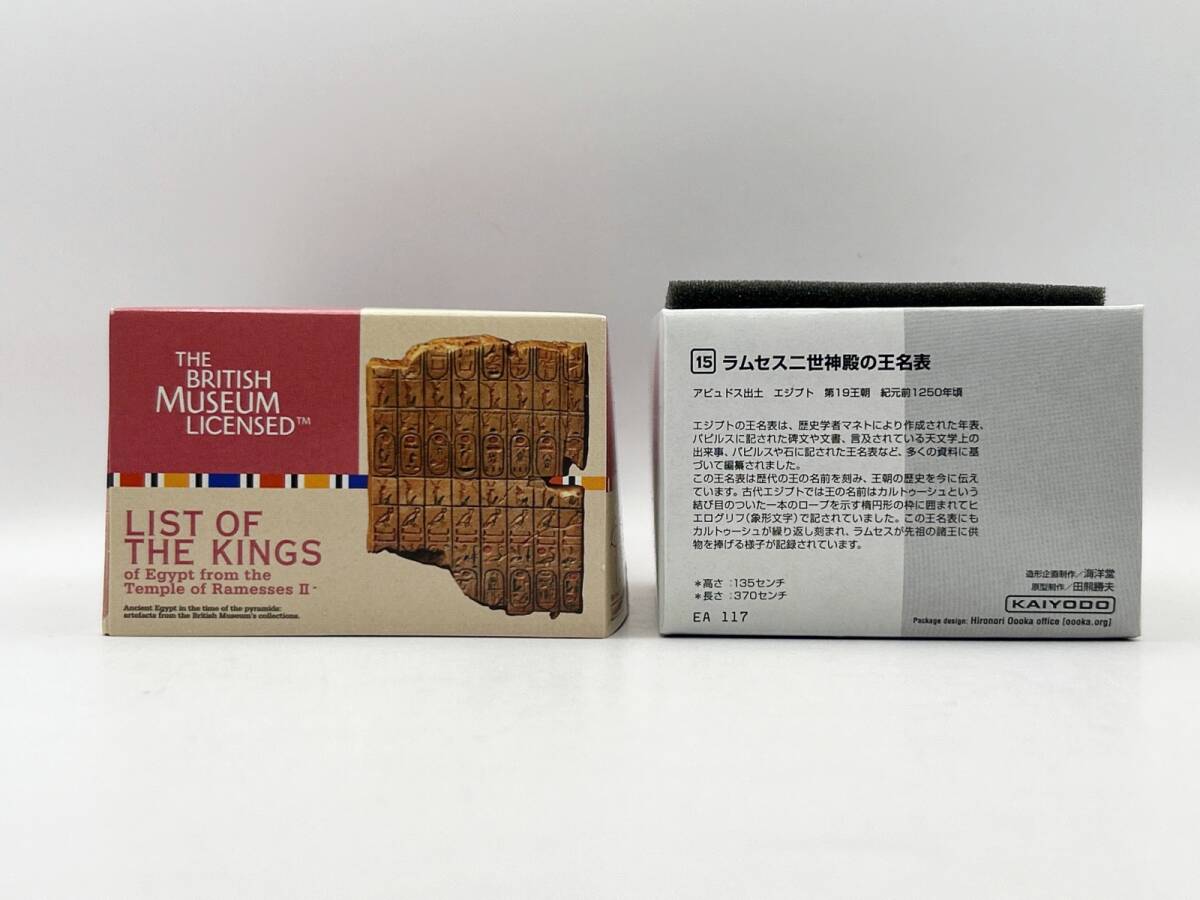 THE
BRITISH
MUSEUM
LICENSED™
LIST OF
THE KINGS
of Egypt from the
Temple of Ramesses II
Ancient Egypt in the time of the pyramids:
artefacts from the British Museum's collections.
15 ラムセス二世神殿の王名表
アビュドス出土 エジプト 第19王朝 紀元前1250年頃
エジプトの王名表は、歴史学者マネトにより作成された年表、
パピルスに記された碑文や文書、言及されている天文学上の
出来事、パピルスや石に記された王名表など、多くの資料に基
づいて編纂されました。
この王名表は歴代の王の名前を刻み、王朝の歴史を今に伝え
ています。古代エジプトでは王の名前はカルトゥーシュという
結び目のついた一本のロープを示す楕円形の枠に囲まれてヒ
エログリフ(象形文字)で記されていました。この王名表にも
カルトゥーシュが繰り返し刻まれ、ラムセスが先祖の諸王に供
物を捧げる様子が記録されています。
*高さ:135センチ
*長さ:370センチ
EA 117
造形企画制作/海洋堂
原型制作/田熊勝夫
KAIYODO
Package design: Hironori Oooka office [oooka.org]